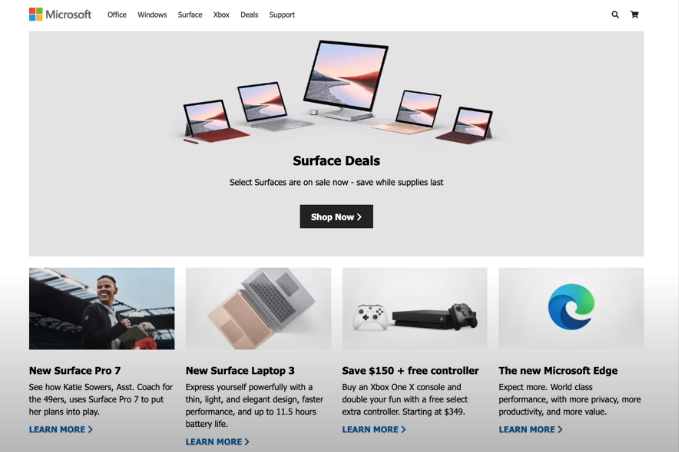 Microsoft Office Windows Surface Xbox Deals Support
Surface Deals
Select Surfaces are on sale now - save while supplies last
Shop Now
New Surface Pro 7
See how Katie Sowers, Asst. Coach for
the 49ers, uses Surface Pro 7 to put
her plans into play.
LEARN MORE
New Surface Laptop 3
Express yourself powerfully with a
thin, light, and elegant design, faster
performance, and up to 11.5 hours
battery life.
LEARN MORE
Save $150 + free controller
Buy an Xbox One X console and
double your fun with a free select
extra controller. Starting at $349.
LEARN MORE
The new Microsoft Edge
Expect more. World class
performance, with more privacy, more
productivity, and more value.
LEARN MORE